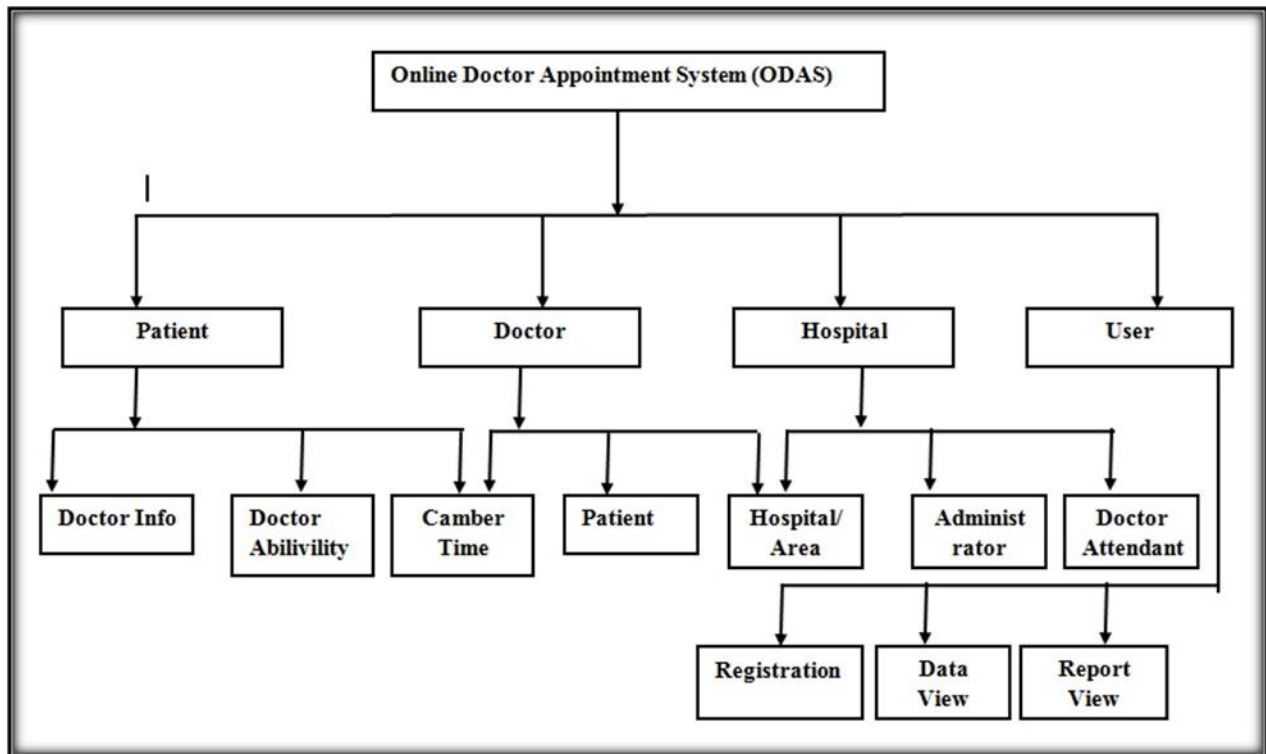 Online Doctor Appointment System (ODAS)
Patient
Doctor
Hospital
User
Doctor Info
Doctor
Abilivility
Camber
Time
Patient
Hospital/
Area
Administ
rator
Doctor
Attendant
Registration
Data
View
Report
View